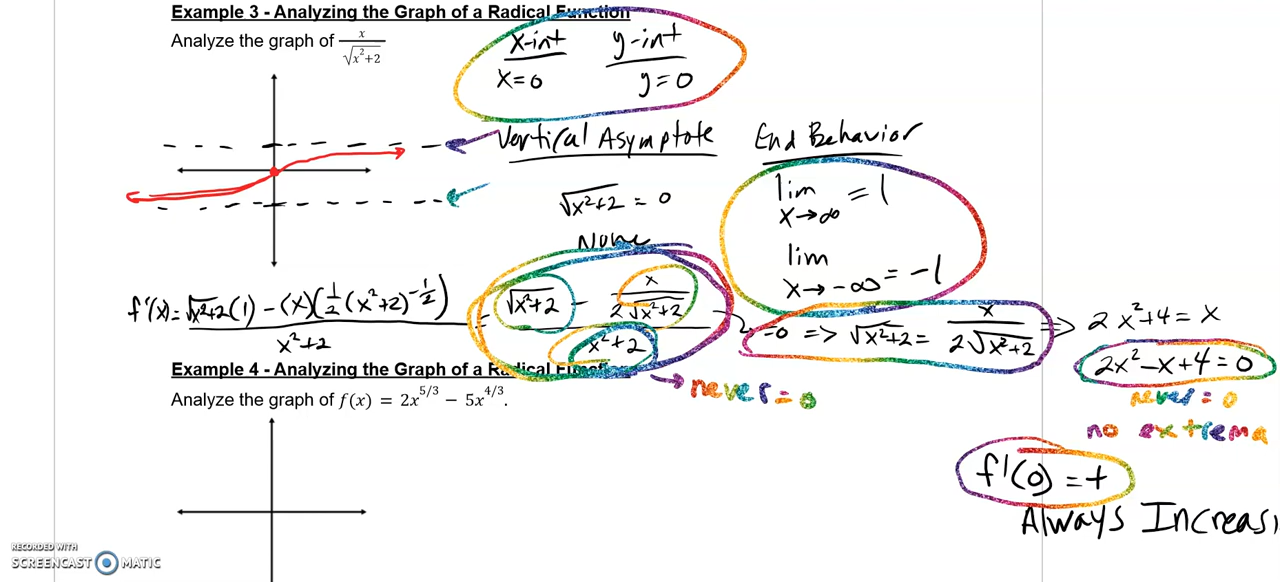 Example 3 - Analyzing the Graph of a Radical Function
Analyze the graph of x/√(x²+2)
x-int y-int
x=0 y=0
Vertical Asymptote
√(x²+2) = 0
None
End Behavior
lim x→∞ = 1
lim x→-∞ = -1
f'(x) = (√(x²+2)(1) - (x)(1/2(x²+2)^(-1/2)))/(x²+2) = (√(x²+2) - x/(2√(x²+2)))/(x²+2)
=0 => √(x²+2) = x/(2√(x²+2)) => 2x²+4 = x
2x²-x+4=0
never=0
never=0
no extrema
f'(0) = +
Always Increasi
Example 4 - Analyzing the Graph of a Radical Function
Analyze the graph of f(x) = 2x^(5/3) − 5x^(4/3).
RECORDED WITH
SCREENCAST MATIC